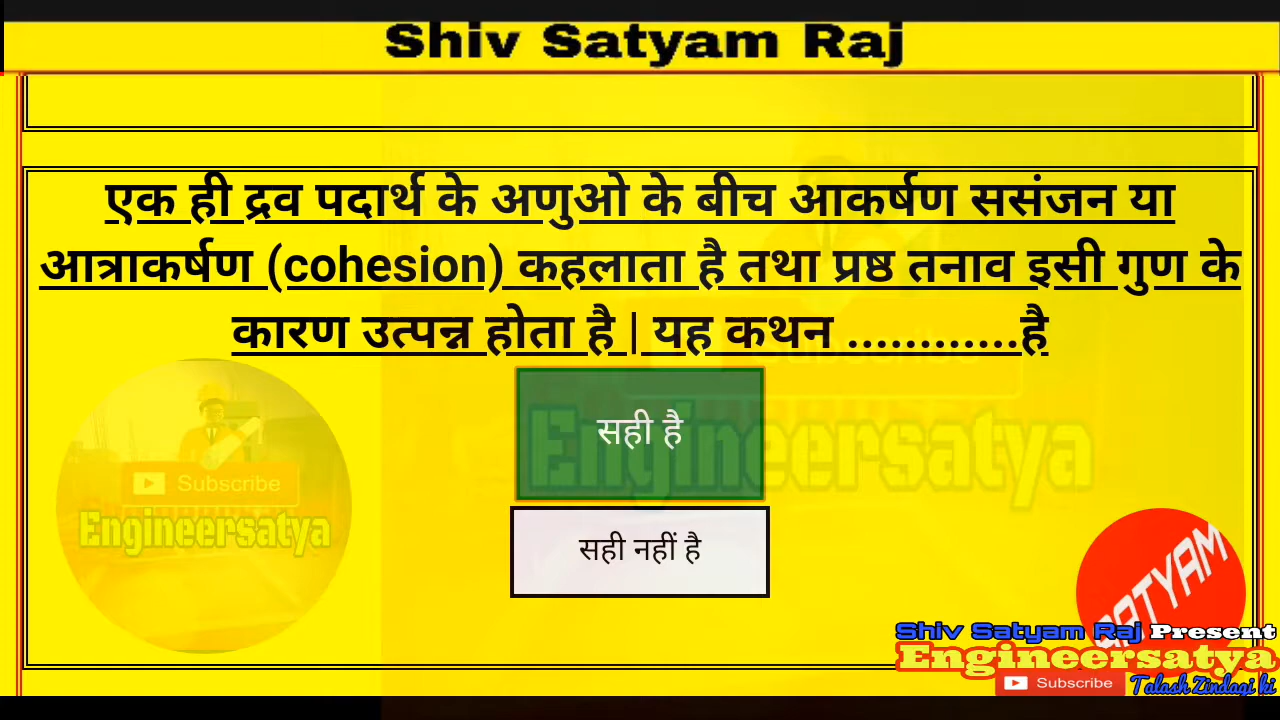 Shiv Satyam Raj
एक ही द्रव पदार्थ के अणुओ के बीच आकर्षण ससंजन या
आत्राकर्षण (cohesion) कहलाता है तथा प्रष्ठ तनाव इसी गुण के
कारण उत्पन्न होता है | यह कथन ............है
सही है
सही नहीं है
Subscribe
Engineersatya
Engineersatya
SATYAM
Shiv Satyam Raj Present
Engineersatya
Subscribe Talash Zindagi ki